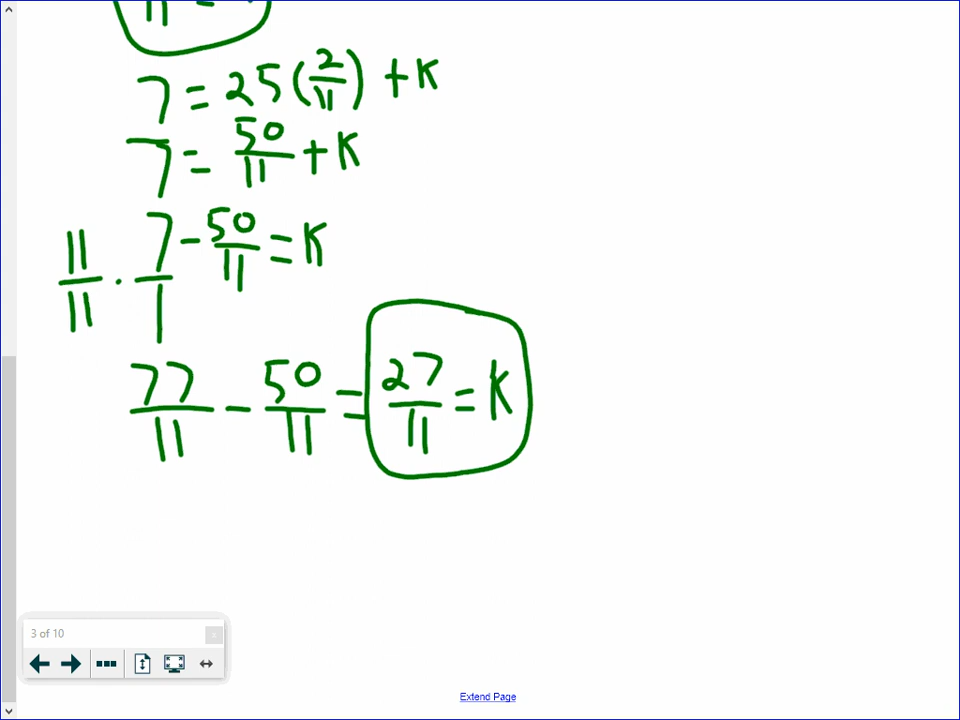 11
7 = 25(2/11) + K
7 = 50/11 + K
11/11 · 7/1 - 50/11 = K
77/11 - 50/11 = 27/11 = K
3 of 10
Extend Page